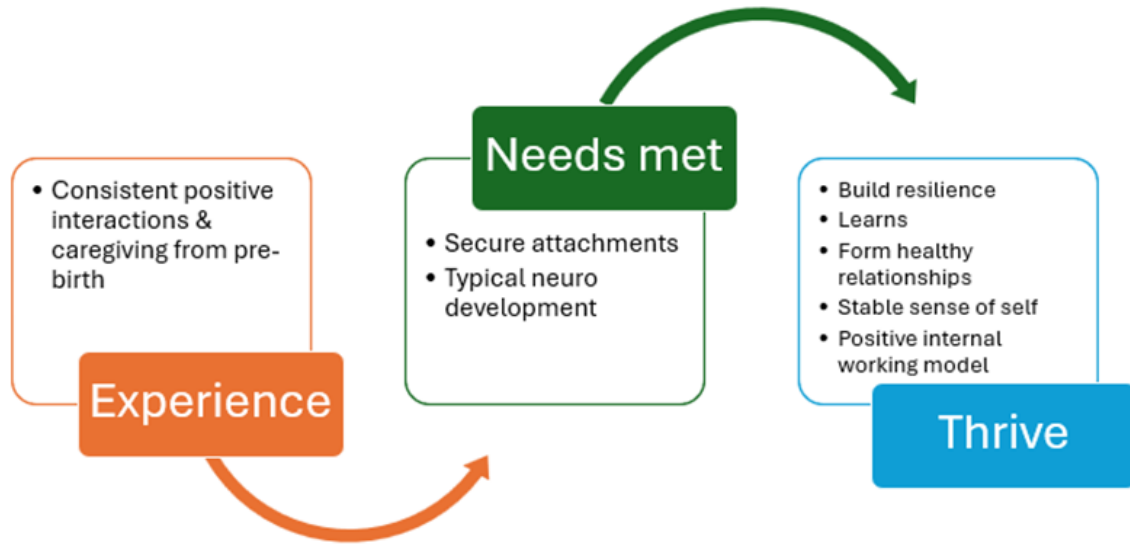 • Consistent positive
interactions &
caregiving from pre-
birth
Experience
Needs met
• Secure attachments
• Typical neuro
development
• Build resilience
• Learns
• Form healthy
relationships
• Stable sense of self
• Positive internal
working model
Thrive